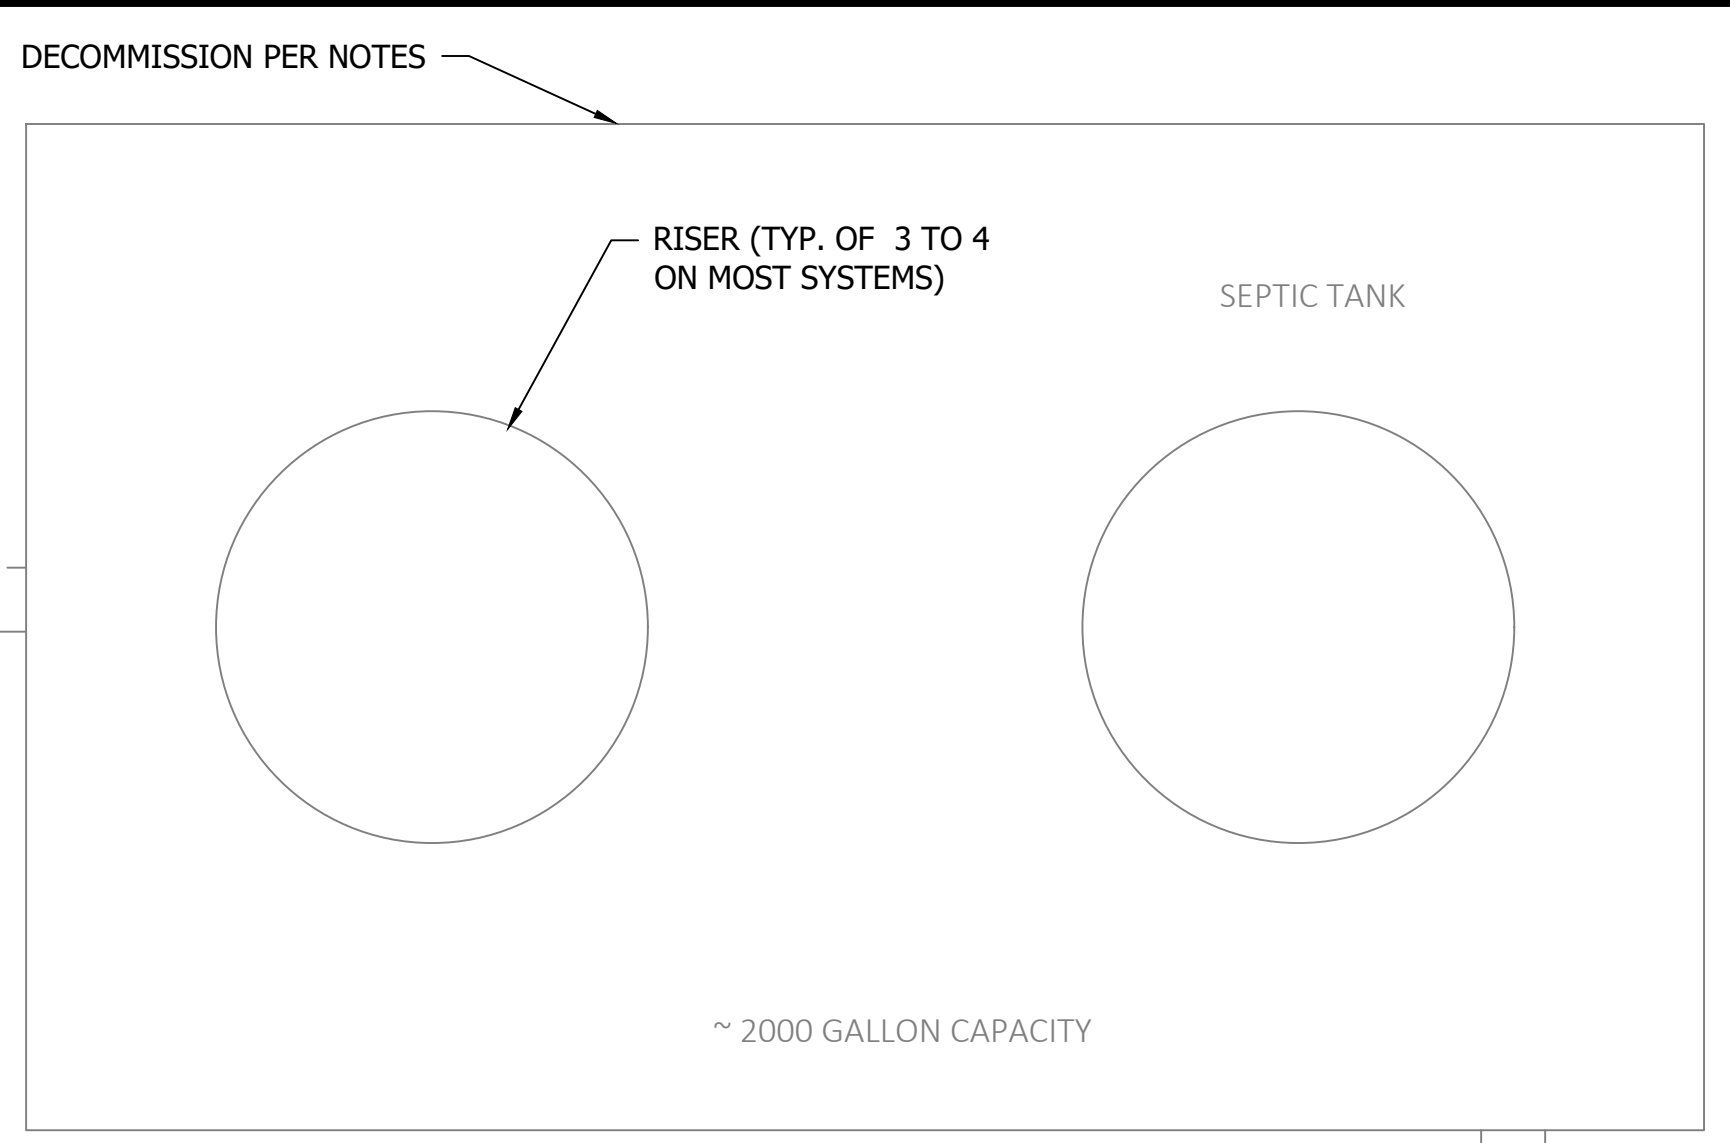 DECOMMISSION PER NOTES
RISER (TYP. OF 3 TO 4
ON MOST SYSTEMS)
SEPTIC TANK
~ 2000 GALLON CAPACITY